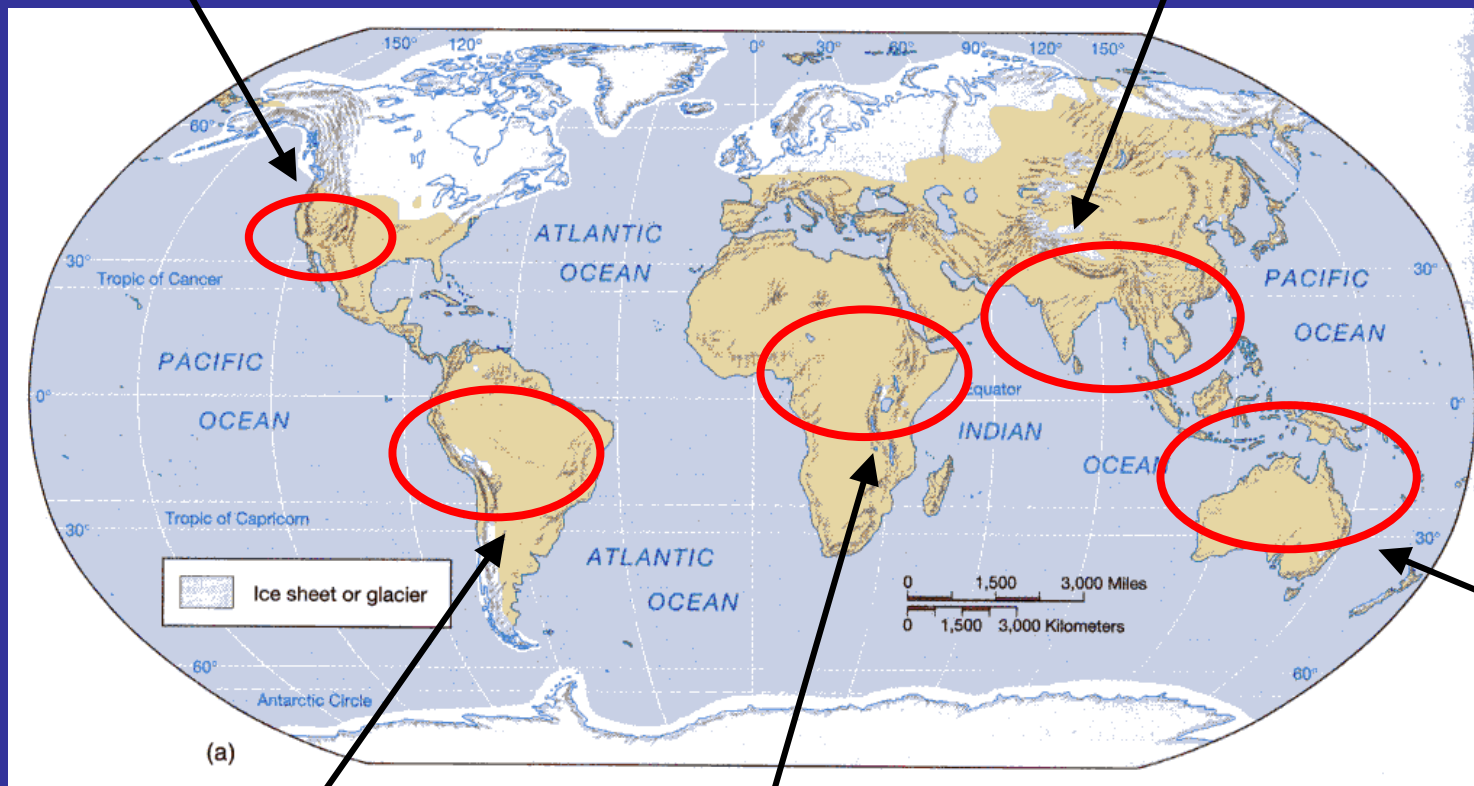 150° 120° 0° 30° 60° 90° 120° 150°
60°
ATLANTIC
OCEAN
30°
Tropic of Cancer
PACIFIC
OCEAN
30°
PACIFIC
OCEAN
0°
Equator
0°
INDIAN
OCEAN
Tropic of Capricorn
30°
30°
ATLANTIC
OCEAN
Ice sheet or glacier
0 1,500 3,000 Miles
0 1,500 3,000 Kilometers
60°
60°
Antarctic Circle
(a)